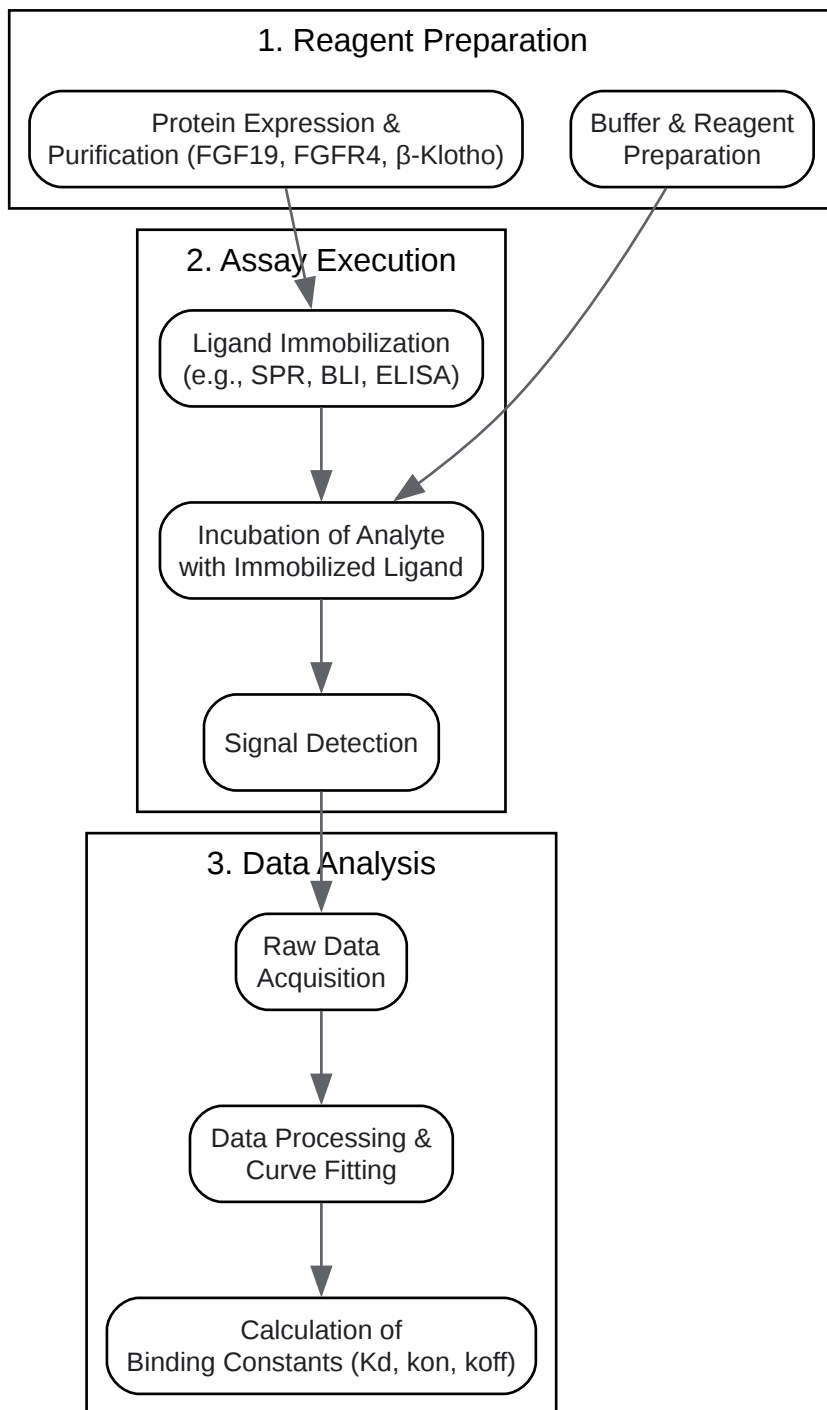 1. Reagent Preparation
Protein Expression &
Purification (FGF19, FGFR4, β-Klotho)
Buffer & Reagent
Preparation
2. Assay Execution
Ligand Immobilization
(e.g., SPR, BLI, ELISA)
Incubation of Analyte
with Immobilized Ligand
Signal Detection
3. Data Analysis
Raw Data
Acquisition
Data Processing &
Curve Fitting
Calculation of
Binding Constants (Kd, kon, koff)